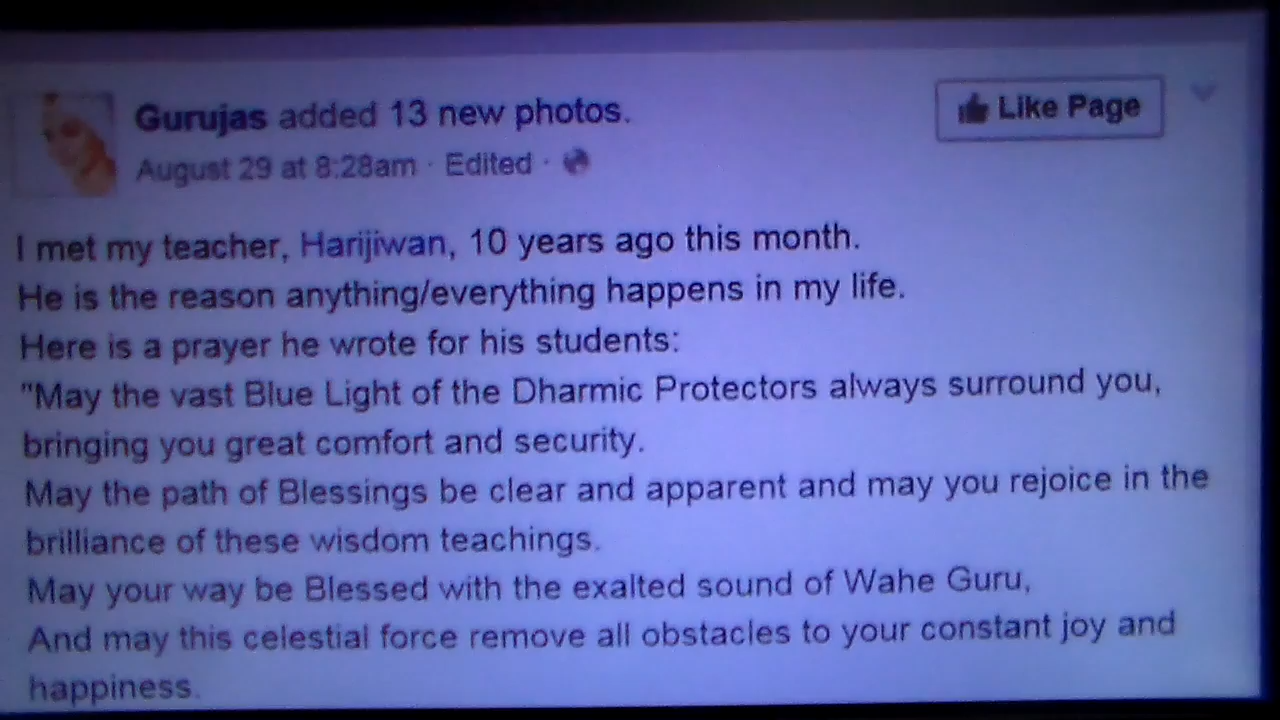 Gurujas added 13 new photos.
Like Page
August 29 at 8:28am · Edited ·
I met my teacher, Harijiwan, 10 years ago this month.
He is the reason anything/everything happens in my life.
Here is a prayer he wrote for his students:
"May the vast Blue Light of the Dharmic Protectors always surround you,
bringing you great comfort and security.
May the path of Blessings be clear and apparent and may you rejoice in the
brilliance of these wisdom teachings.
May your way be Blessed with the exalted sound of Wahe Guru,
And may this celestial force remove all obstacles to your constant joy and
happiness.